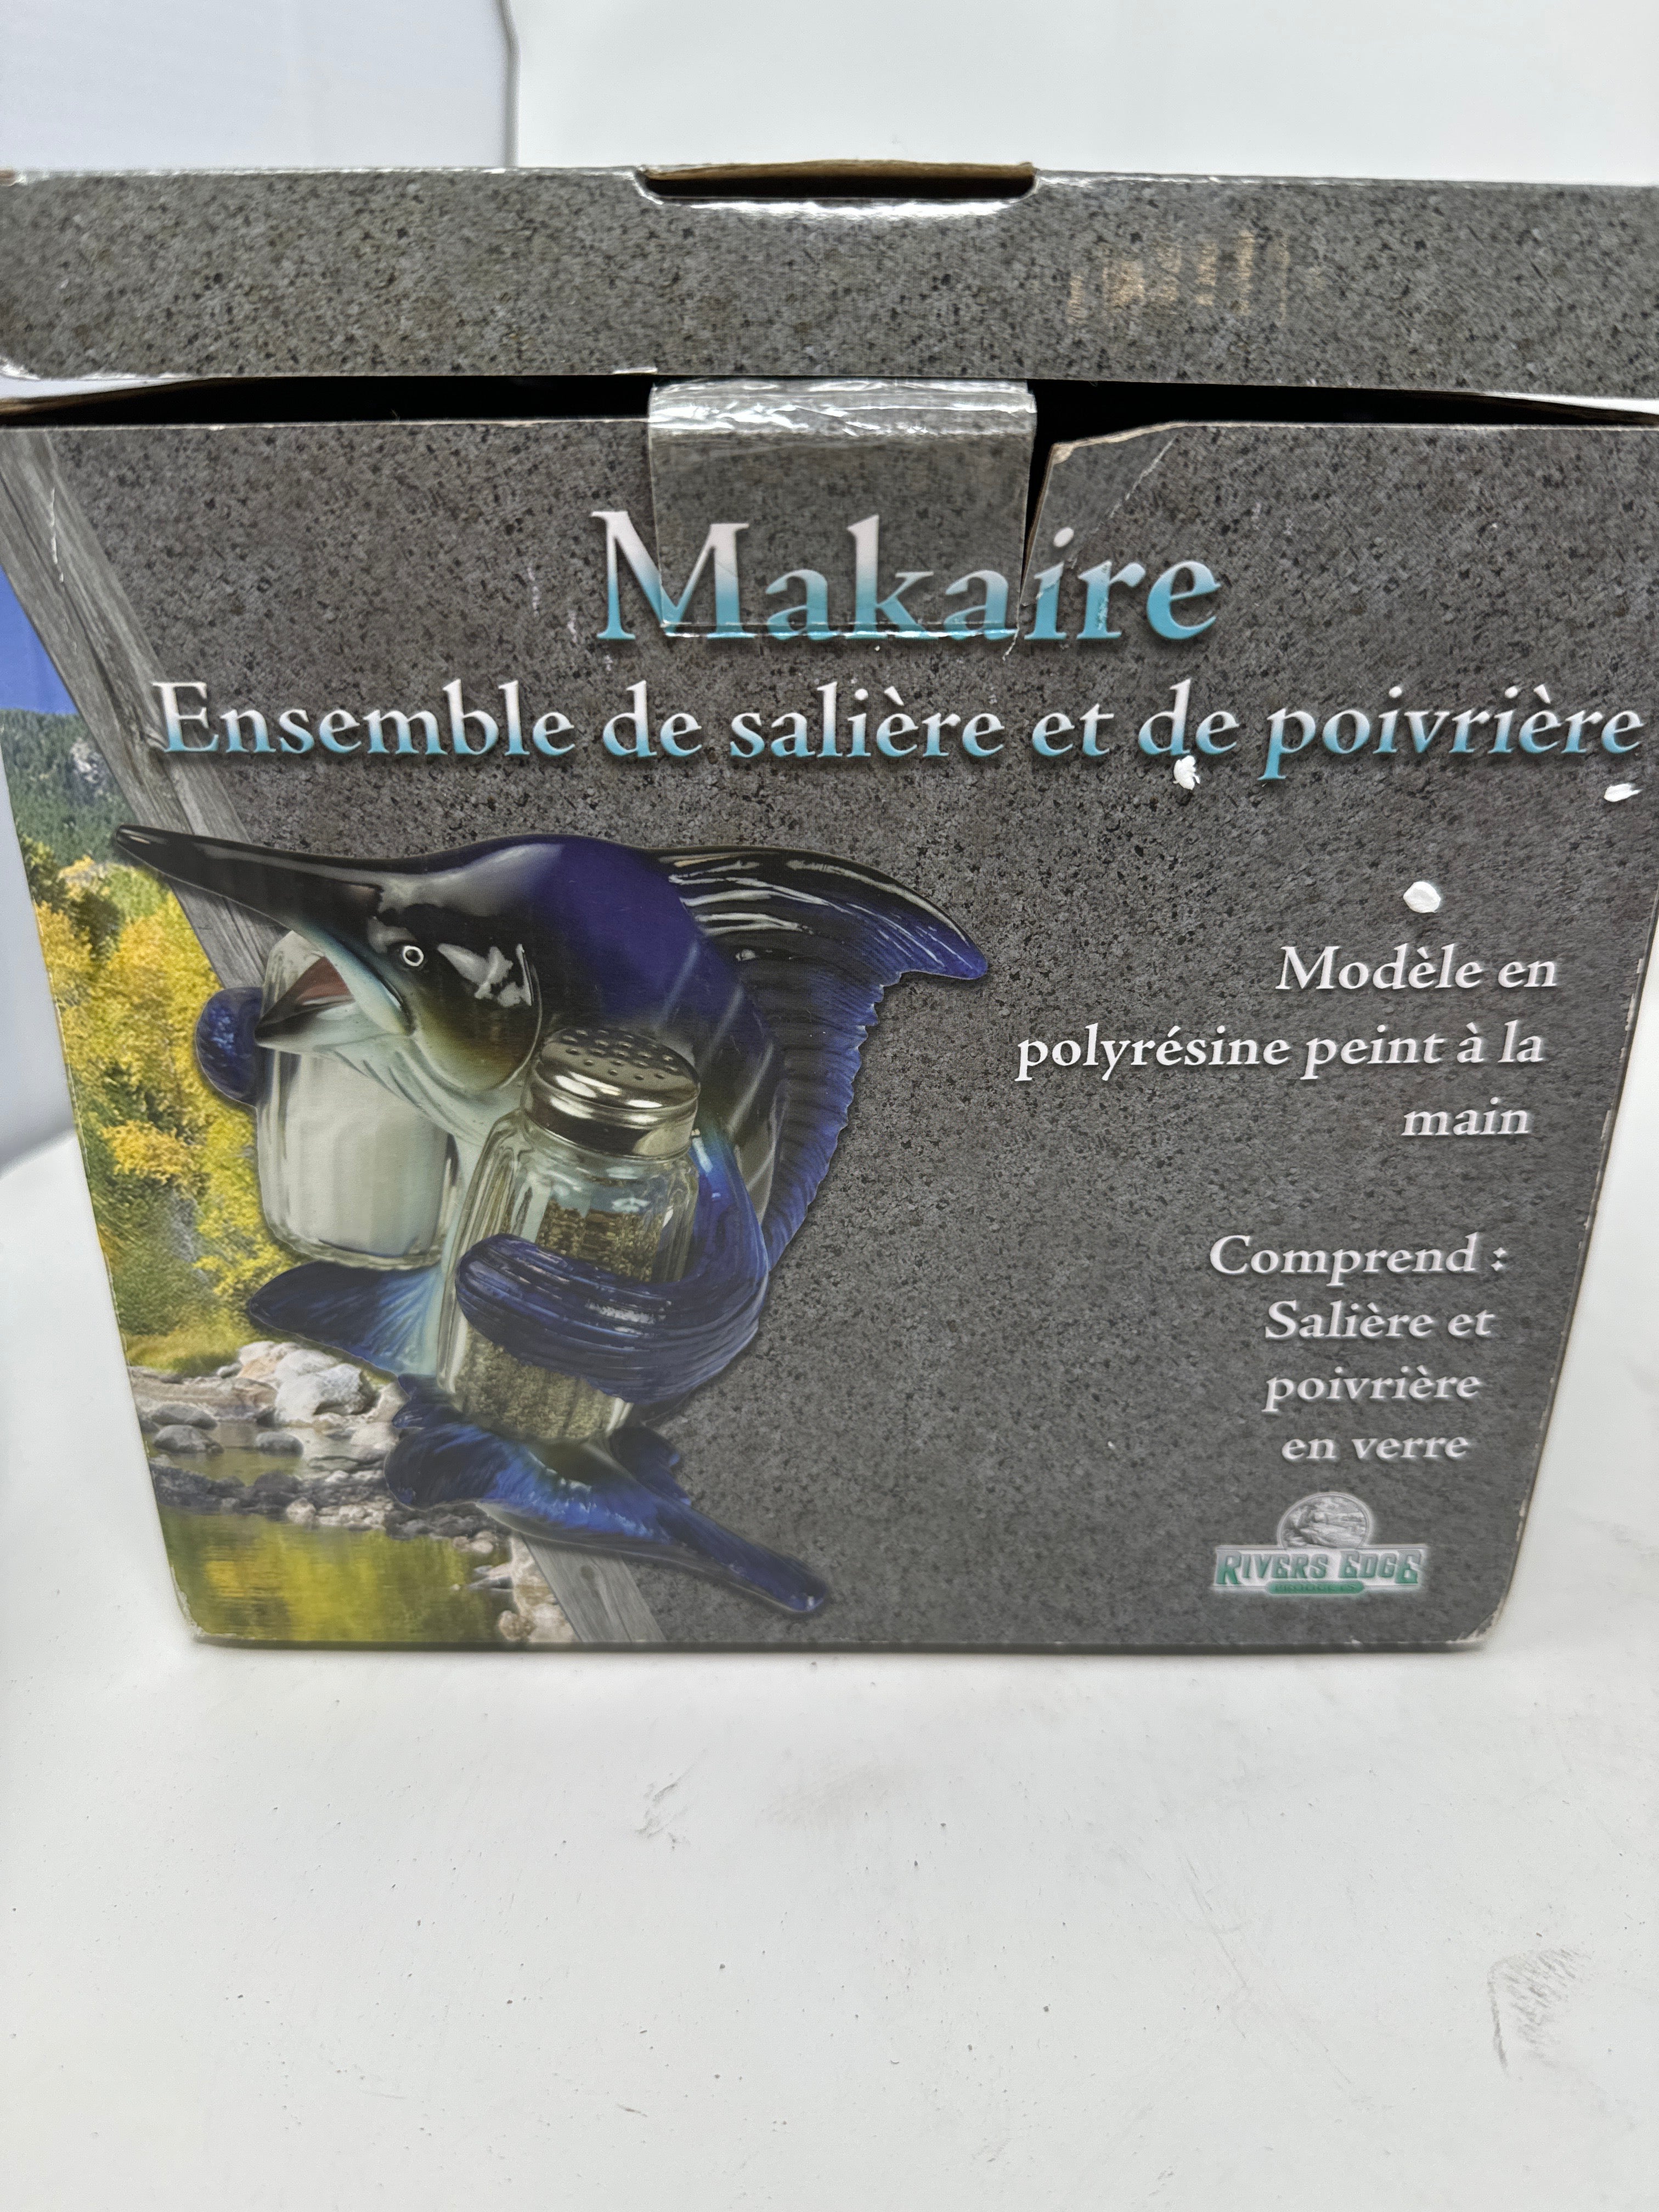 Makaire
Ensemble de salière et de poivrière
Modèle en
polyrésine peint à la
main
Comprend :
Salière et
poivrière
en verre
RIVERS EDGE
PRODUCTS